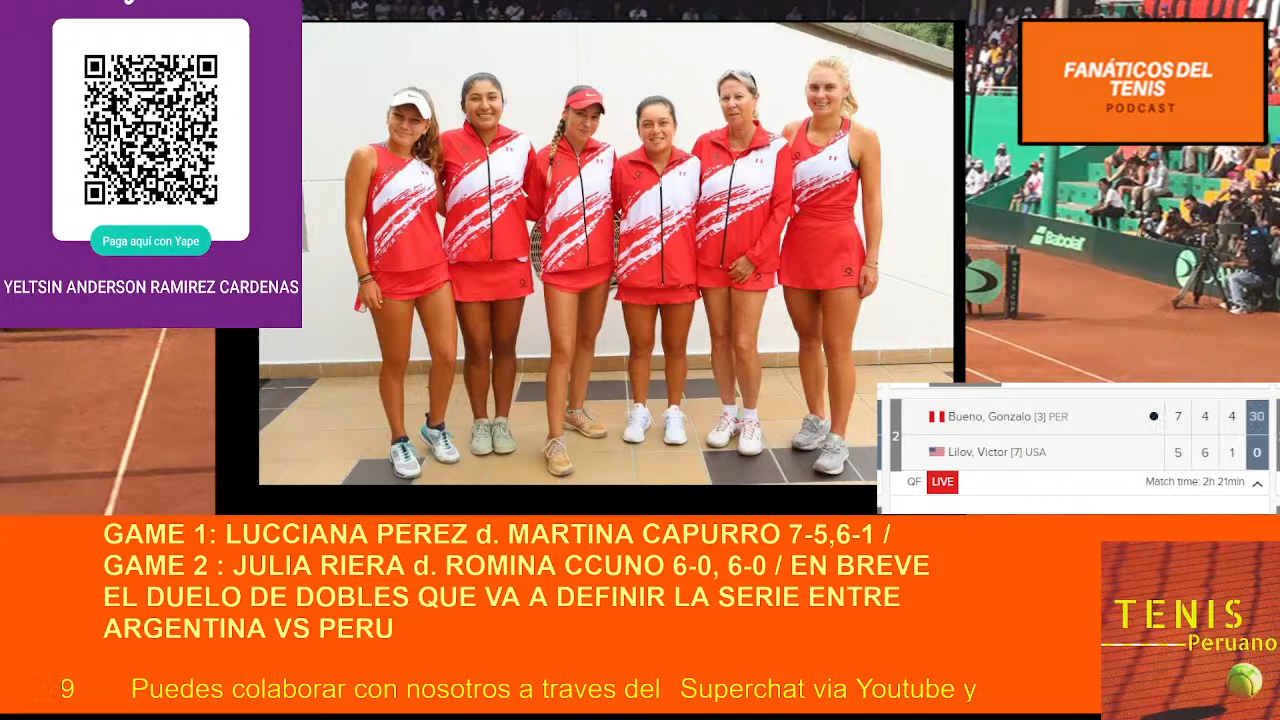 Paga aquí con Yape
YELTSIN ANDERSON RAMIREZ CARDENAS
FANÁTICOS DEL
TENIS
PODCAST
Babolat
2
Bueno, Gonzalo [3] PER 7 4 4 30
Lilov, Victor [7] USA 5 6 1 0
QF LIVE Match time: 2h 21min
GAME 1: LUCCIANA PEREZ d. MARTINA CAPURRO 7-5,6-1 /
GAME 2 : JULIA RIERA d. ROMINA CCUNO 6-0, 6-0 / EN BREVE
EL DUELO DE DOBLES QUE VA A DEFINIR LA SERIE ENTRE
ARGENTINA VS PERU
TENIS
Peruano
9 Puedes colaborar con nosotros a traves del Superchat via Youtube y